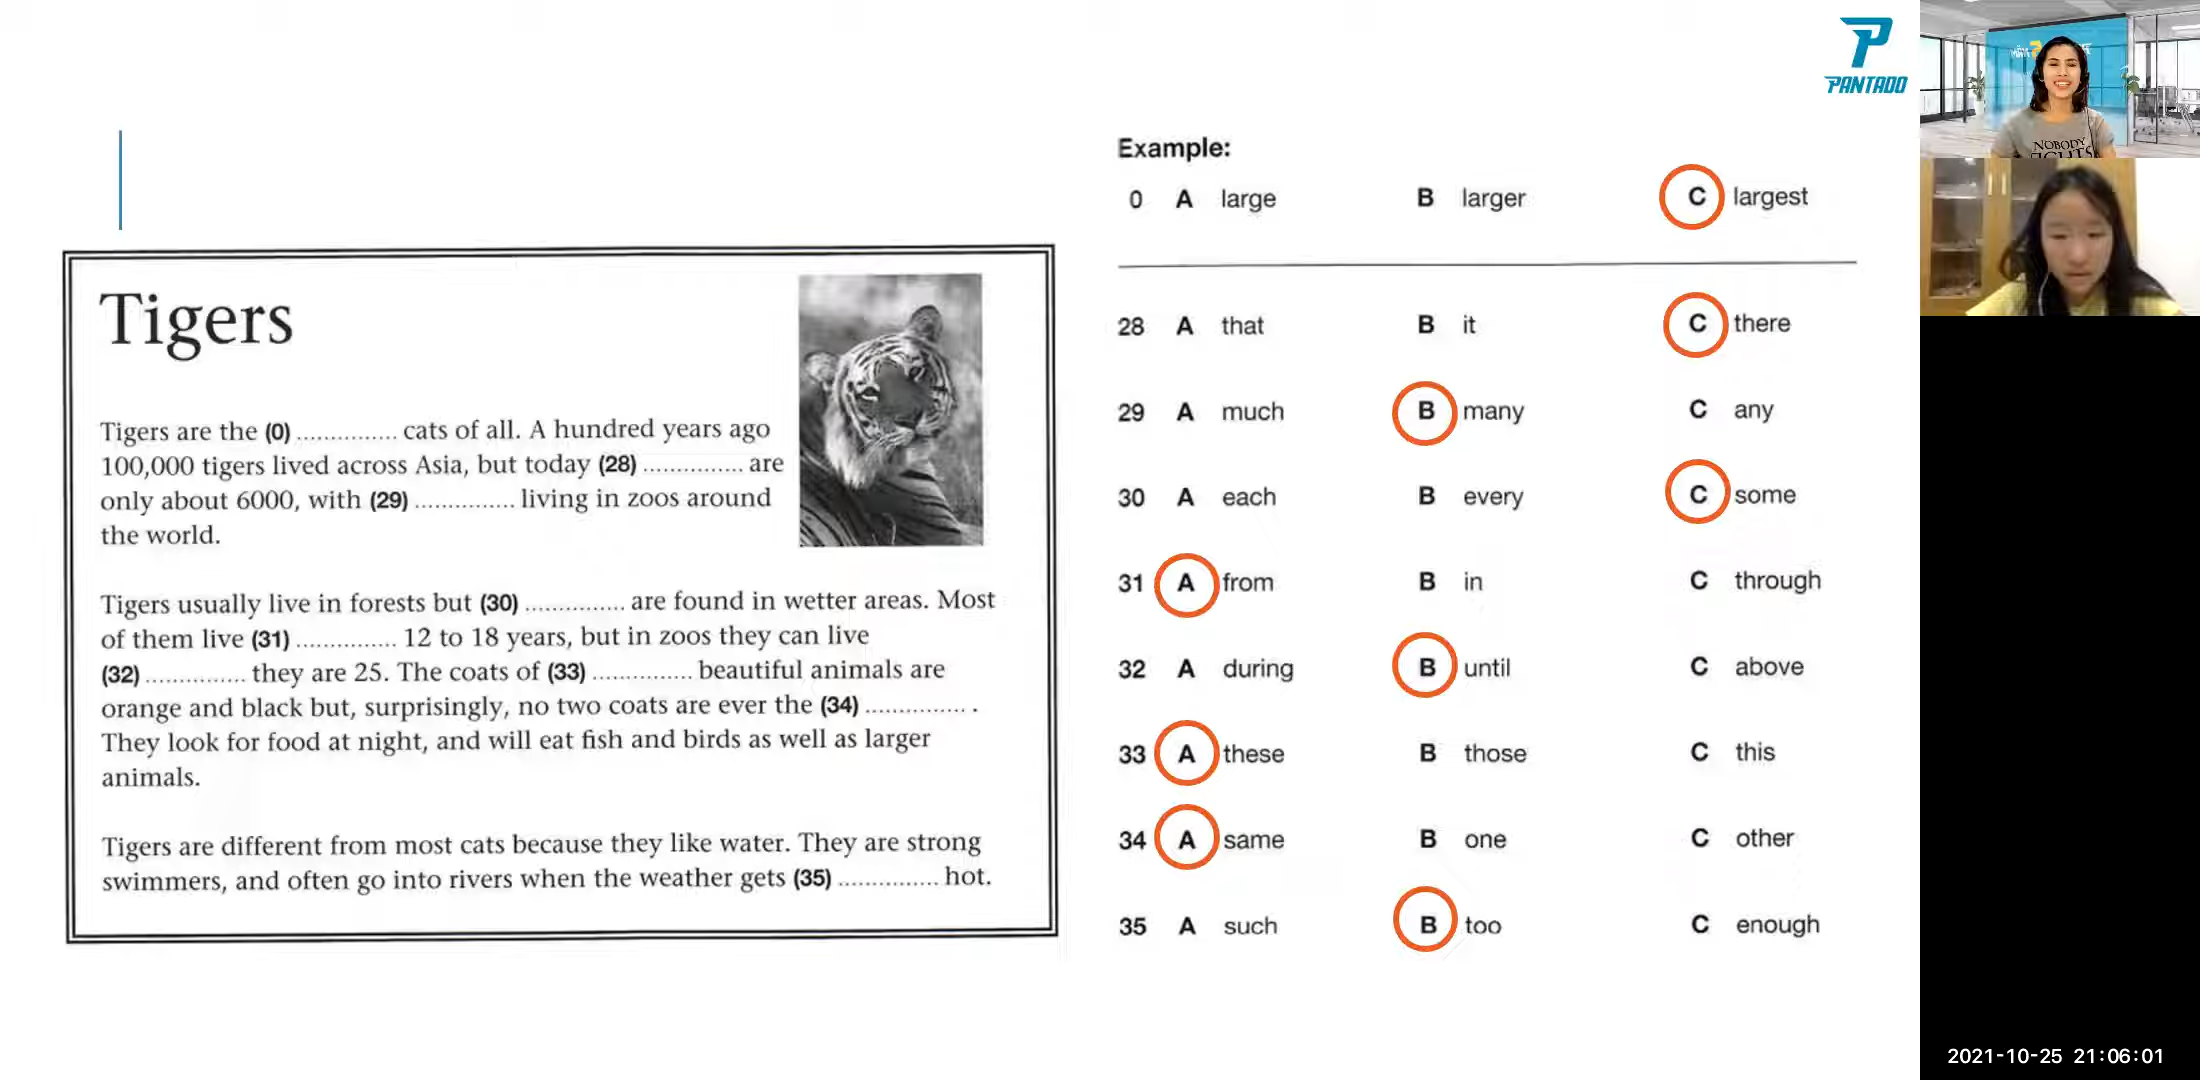 PANTADO
NOBODY
Example:
0 A large B larger C largest
28 A that B it C there
29 A much B many C any
30 A each B every C some
31 A from B in C through
32 A during B until C above
33 A these B those C this
34 A same B one C other
35 A such B too C enough
Tigers
Tigers are the (0) ............... cats of all. A hundred years ago
100,000 tigers lived across Asia, but today (28) ............... are
only about 6000, with (29) ............... living in zoos around
the world.
Tigers usually live in forests but (30) ............... are found in wetter areas. Most
of them live (31) ............... 12 to 18 years, but in zoos they can live
(32) ............... they are 25. The coats of (33) ............... beautiful animals are
orange and black but, surprisingly, no two coats are ever the (34) ............... .
They look for food at night, and will eat fish and birds as well as larger
animals.
Tigers are different from most cats because they like water. They are strong
swimmers, and often go into rivers when the weather gets (35) ............... hot.
2021-10-25 21:06:01